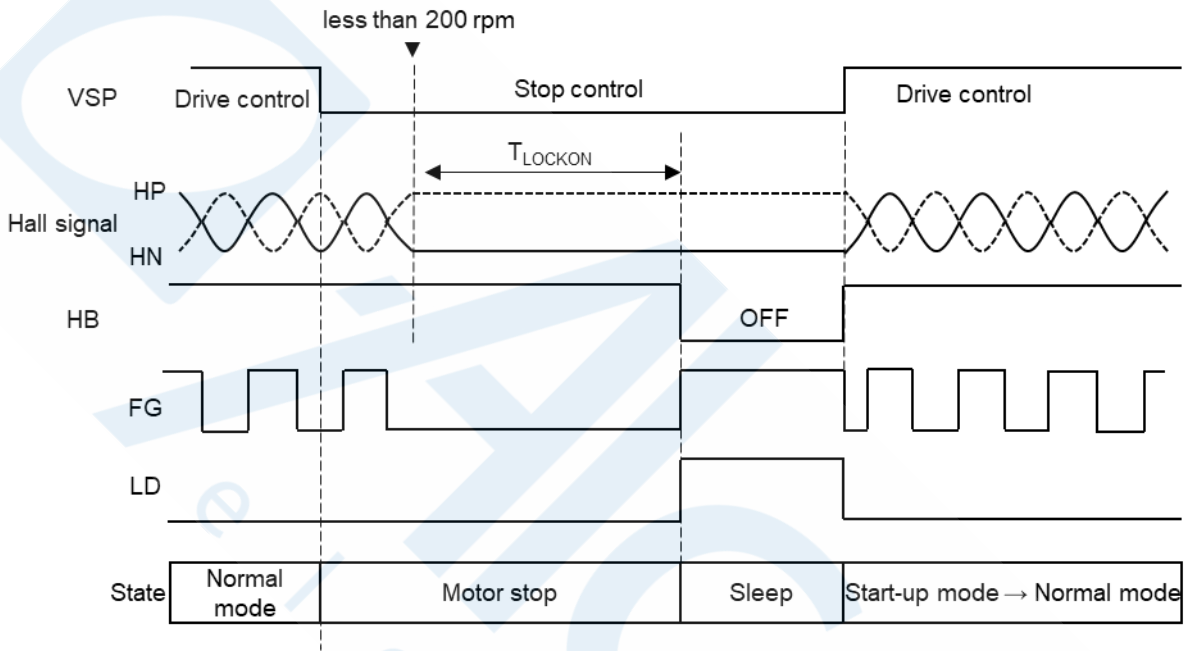 less than 200 rpm
VSP
Drive control
Stop control
Drive control
TLOCKON
HP
Hall signal
HN
HB
OFF
FG
LD
State
Normal
mode
Motor stop
Sleep
Start-up mode → Normal mode